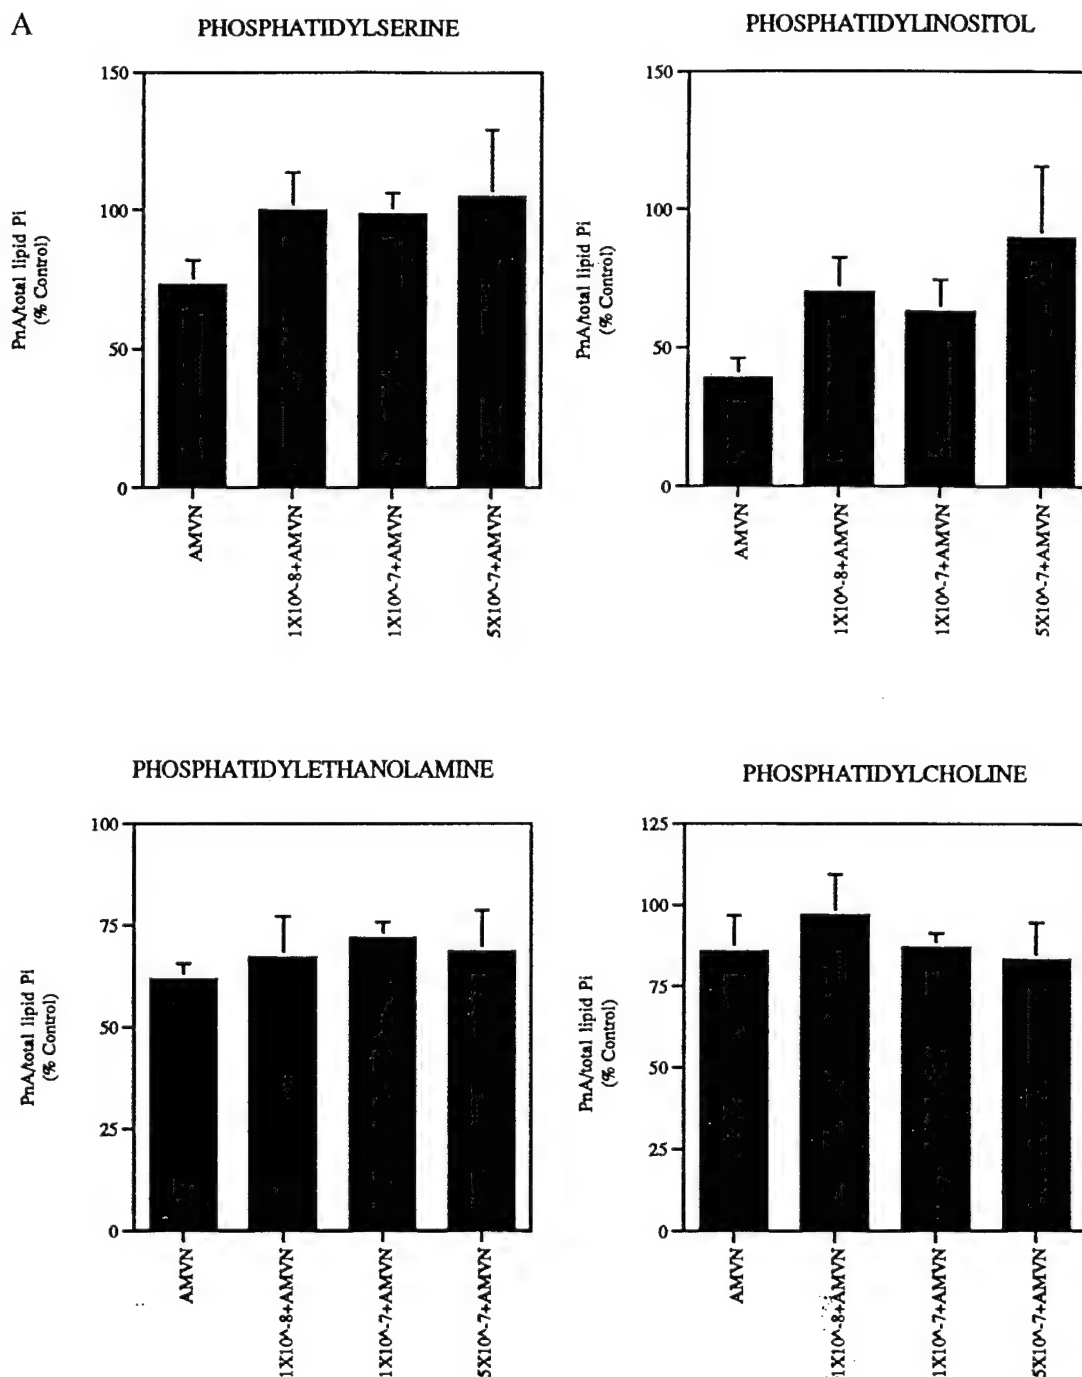 A
PHOSPHATIDYLSERINE
PnA/total lipid Pi
(% Control)
150
100
50
0
AMVN
1X10^-8+AMVN
1X10^-7+AMVN
5X10^-7+AMVN
PHOSPHATIDYLINOSITOL
PnA/total lipid Pi
(% Control)
150
100
50
0
AMVN
1X10^-8+AMVN
1X10^-7+AMVN
5X10^-7+AMVN
PHOSPHATIDYLETHANOLAMINE
PnA/total lipid Pi
(% Control)
100
75
50
25
0
AMVN
1X10^-8+AMVN
1X10^-7+AMVN
5X10^-7+AMVN
PHOSPHATIDYLCHOLINE
PnA/total lipid Pi
(% Control)
125
100
75
50
25
0
AMVN
1X10^-8+AMVN
1X10^-7+AMVN
5X10^-7+AMVN